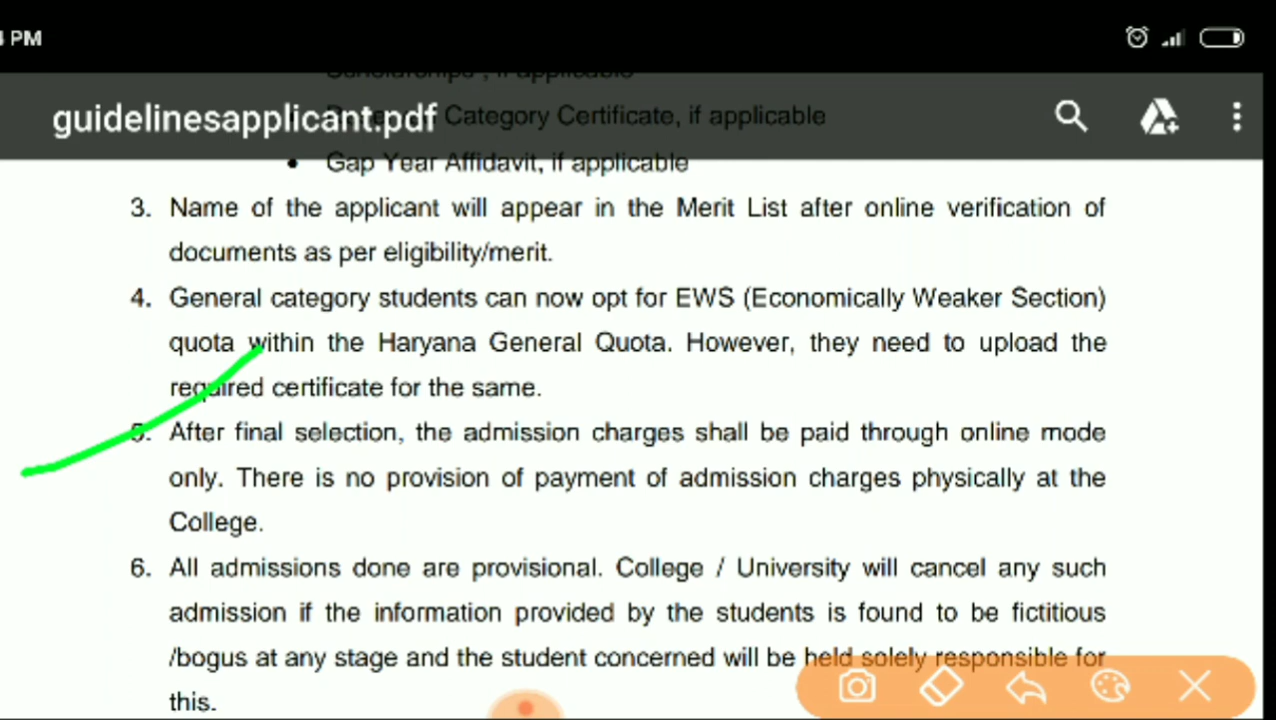 4 PM
Scholarships , if applicable
guidelinesapplicant.pdf
Category Certificate, if applicable
• Gap Year Affidavit, if applicable
3. Name of the applicant will appear in the Merit List after online verification of
documents as per eligibility/merit.
4. General category students can now opt for EWS (Economically Weaker Section)
quota within the Haryana General Quota. However, they need to upload the
required certificate for the same.
5. After final selection, the admission charges shall be paid through online mode
only. There is no provision of payment of admission charges physically at the
College.
6. All admissions done are provisional. College / University will cancel any such
admission if the information provided by the students is found to be fictitious
/bogus at any stage and the student concerned will be held solely responsible for
this.